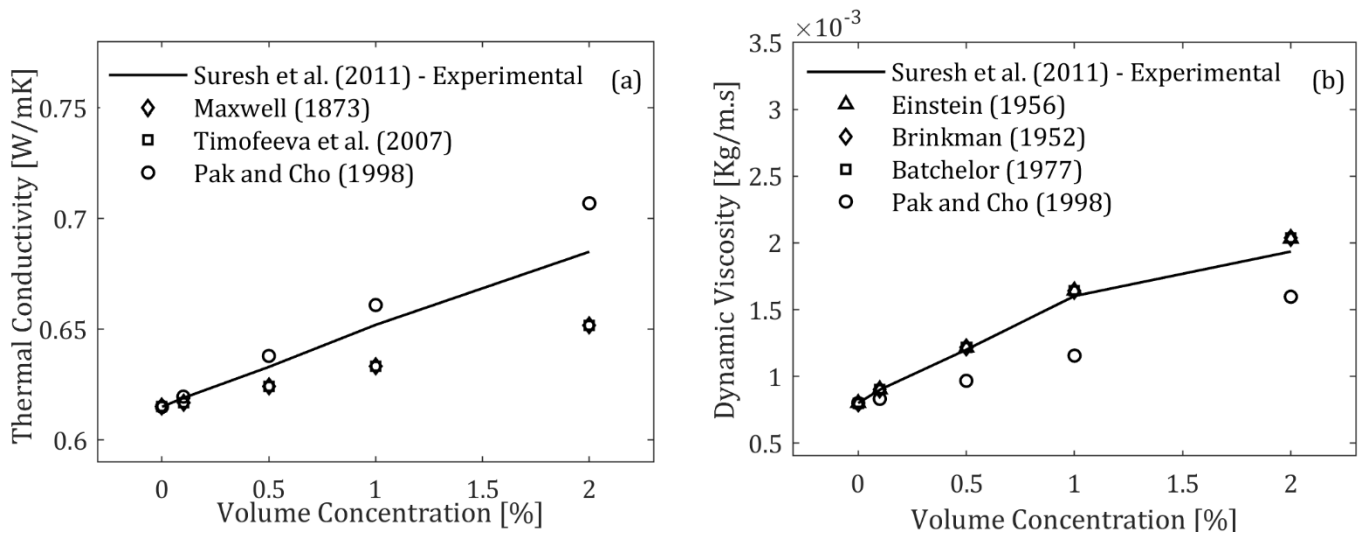 Thermal Conductivity [W/mK]
Suresh et al. (2011) - Experimental
(a)
Maxwell (1873)
Timofeeva et al. (2007)
Pak and Cho (1998)
0.75
0.7
0.65
0.6
0
0.5
1
1.5
2
Volume Concentration [%]
Dynamic Viscosity [Kg/m.s]
×10⁻³
Suresh et al. (2011) - Experimental
(b)
Einstein (1956)
Brinkman (1952)
Batchelor (1977)
Pak and Cho (1998)
3.5
3
2.5
2
1.5
1
0.5
0
0.5
1
1.5
2
Volume Concentration [%]